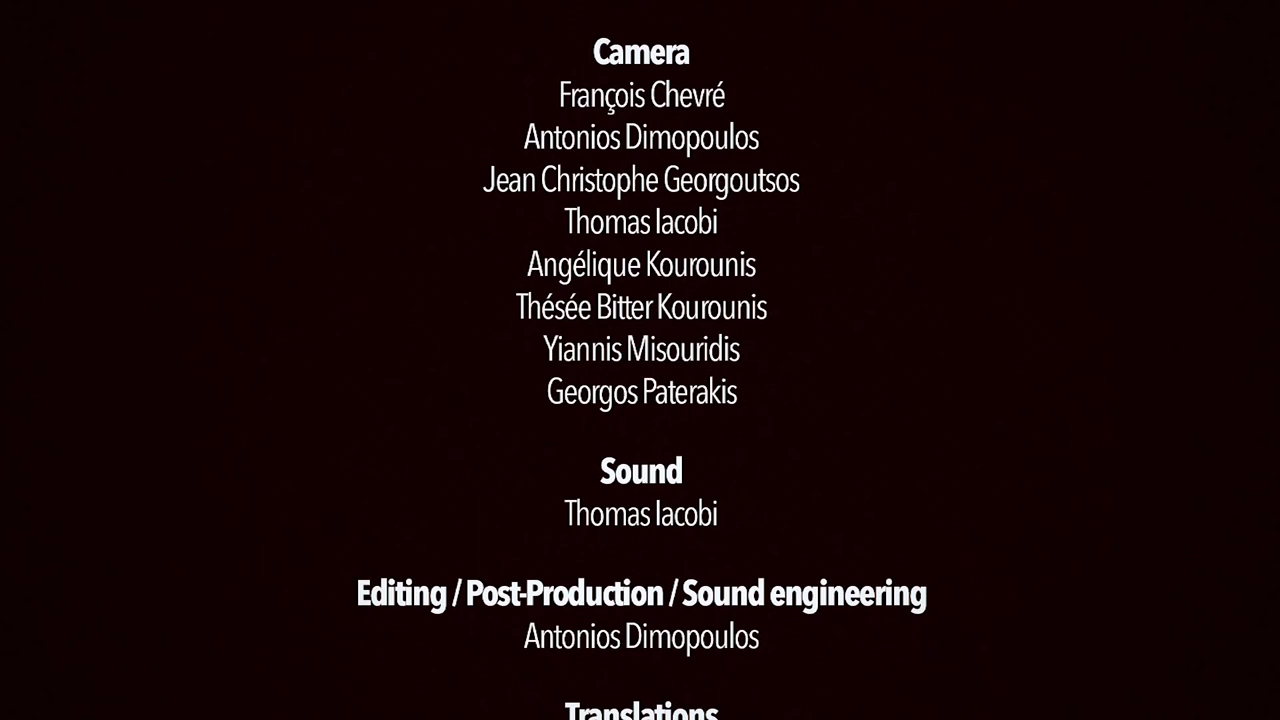 Camera
François Chevré
Antonios Dimopoulos
Jean Christophe Georgoutsos
Thomas Iacobi
Angélique Kourounis
Thésée Bitter Kourounis
Yiannis Misouridis
Georgos Paterakis
Sound
Thomas Iacobi
Editing / Post-Production / Sound engineering
Antonios Dimopoulos
Translations